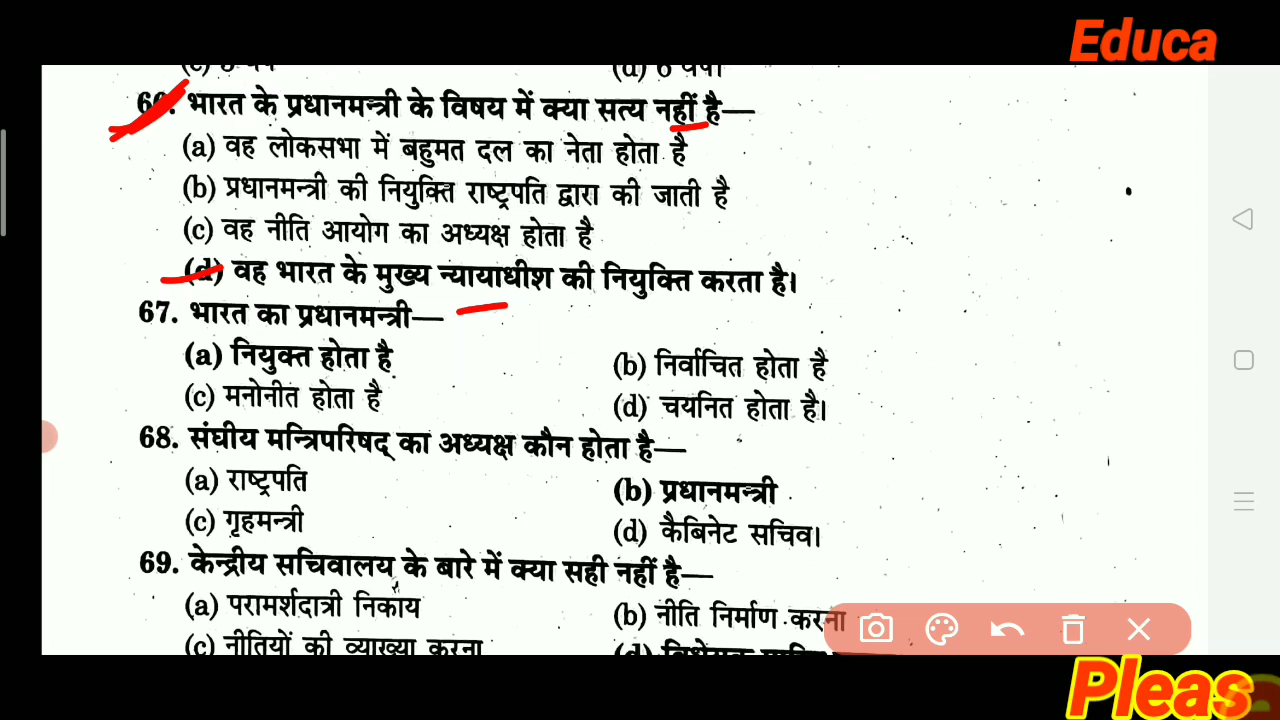 Educa
66. भारत के प्रधानमन्त्री के विषय में क्या सत्य नहीं है—
(a) वह लोकसभा में बहुमत दल का नेता होता है
(b) प्रधानमन्त्री की नियुक्ति राष्ट्रपति द्वारा की जाती है
(c) वह नीति आयोग का अध्यक्ष होता है
(d) वह भारत के मुख्य न्यायाधीश की नियुक्ति करता है।
67. भारत का प्रधानमन्त्री—
(a) नियुक्त होता है (b) निर्वाचित होता है
(c) मनोनीत होता है (d) चयनित होता है।
68. संघीय मन्त्रिपरिषद् का अध्यक्ष कौन होता है—
(a) राष्ट्रपति (b) प्रधानमन्त्री
(c) गृहमन्त्री (d) कैबिनेट सचिव।
69. केन्द्रीय सचिवालय के बारे में क्या सही नहीं है—
(a) परामर्शदात्री निकाय (b) नीति निर्माण करना
(c) नीतियों की व्याख्या करना
Pleas